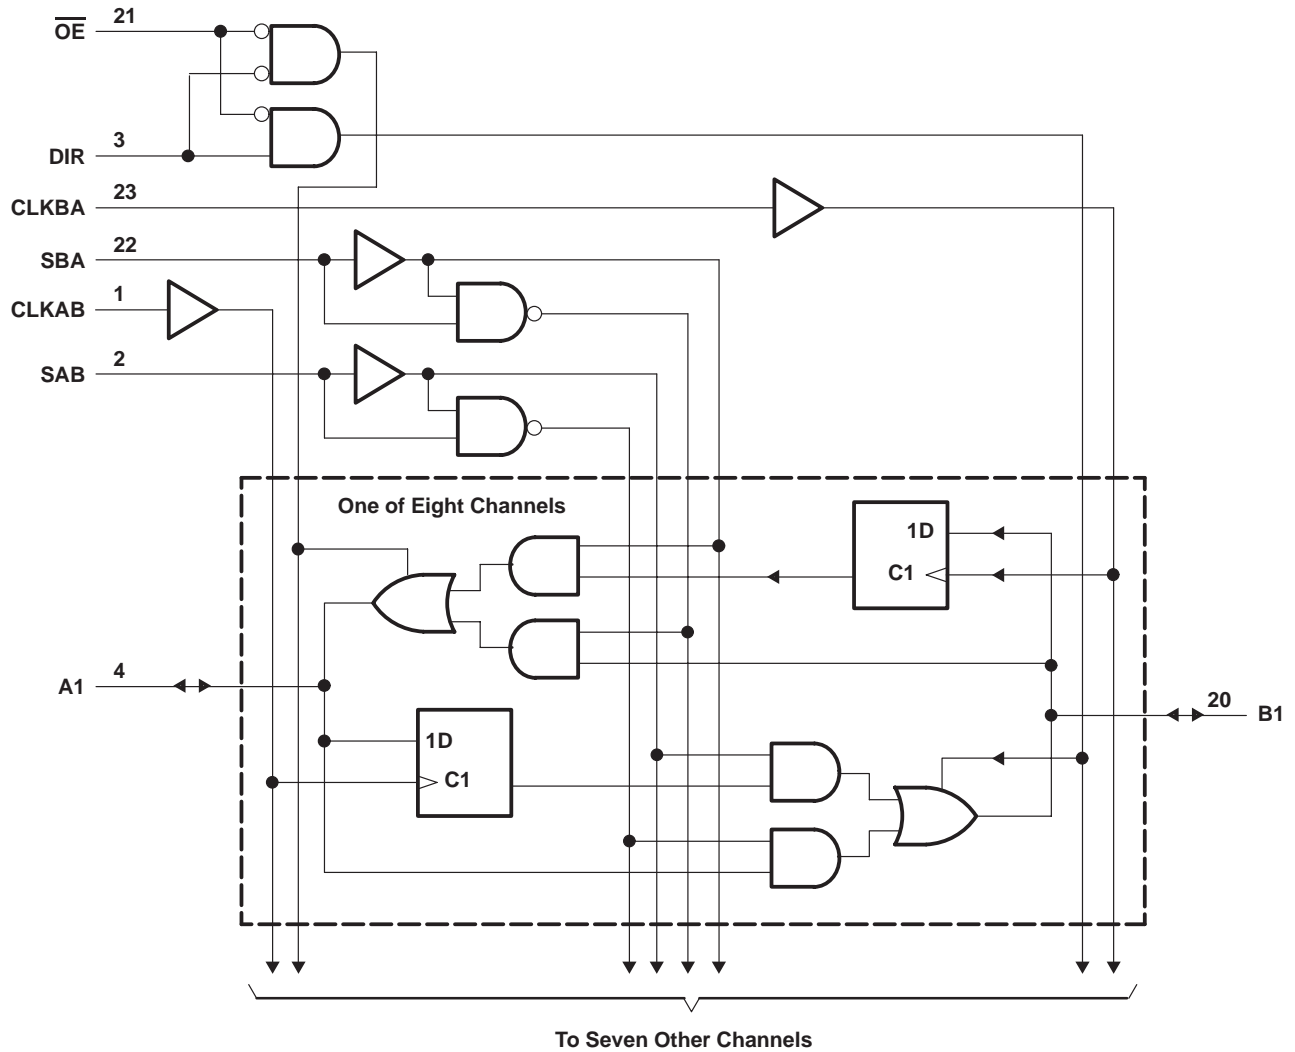 OE 21
DIR 3
CLKBA 23
SBA 22
CLKAB 1
SAB 2
One of Eight Channels
1D
C1
A1 4
20 B1
1D
C1
To Seven Other Channels